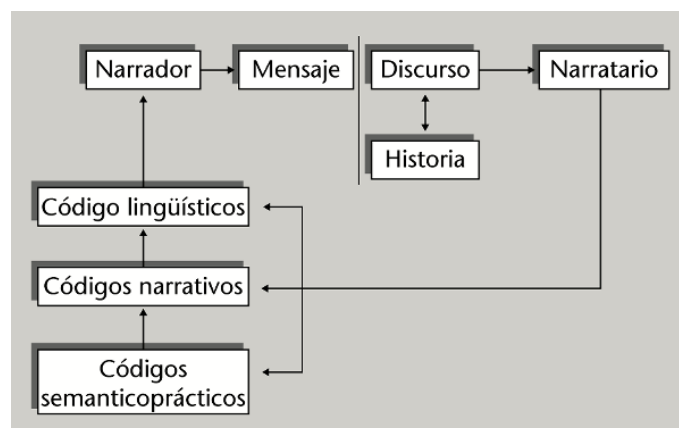 Narrador
Mensaje
Discurso
Narratario
Historia
Código lingüísticos
Códigos narrativos
Códigos
semanticoprácticos